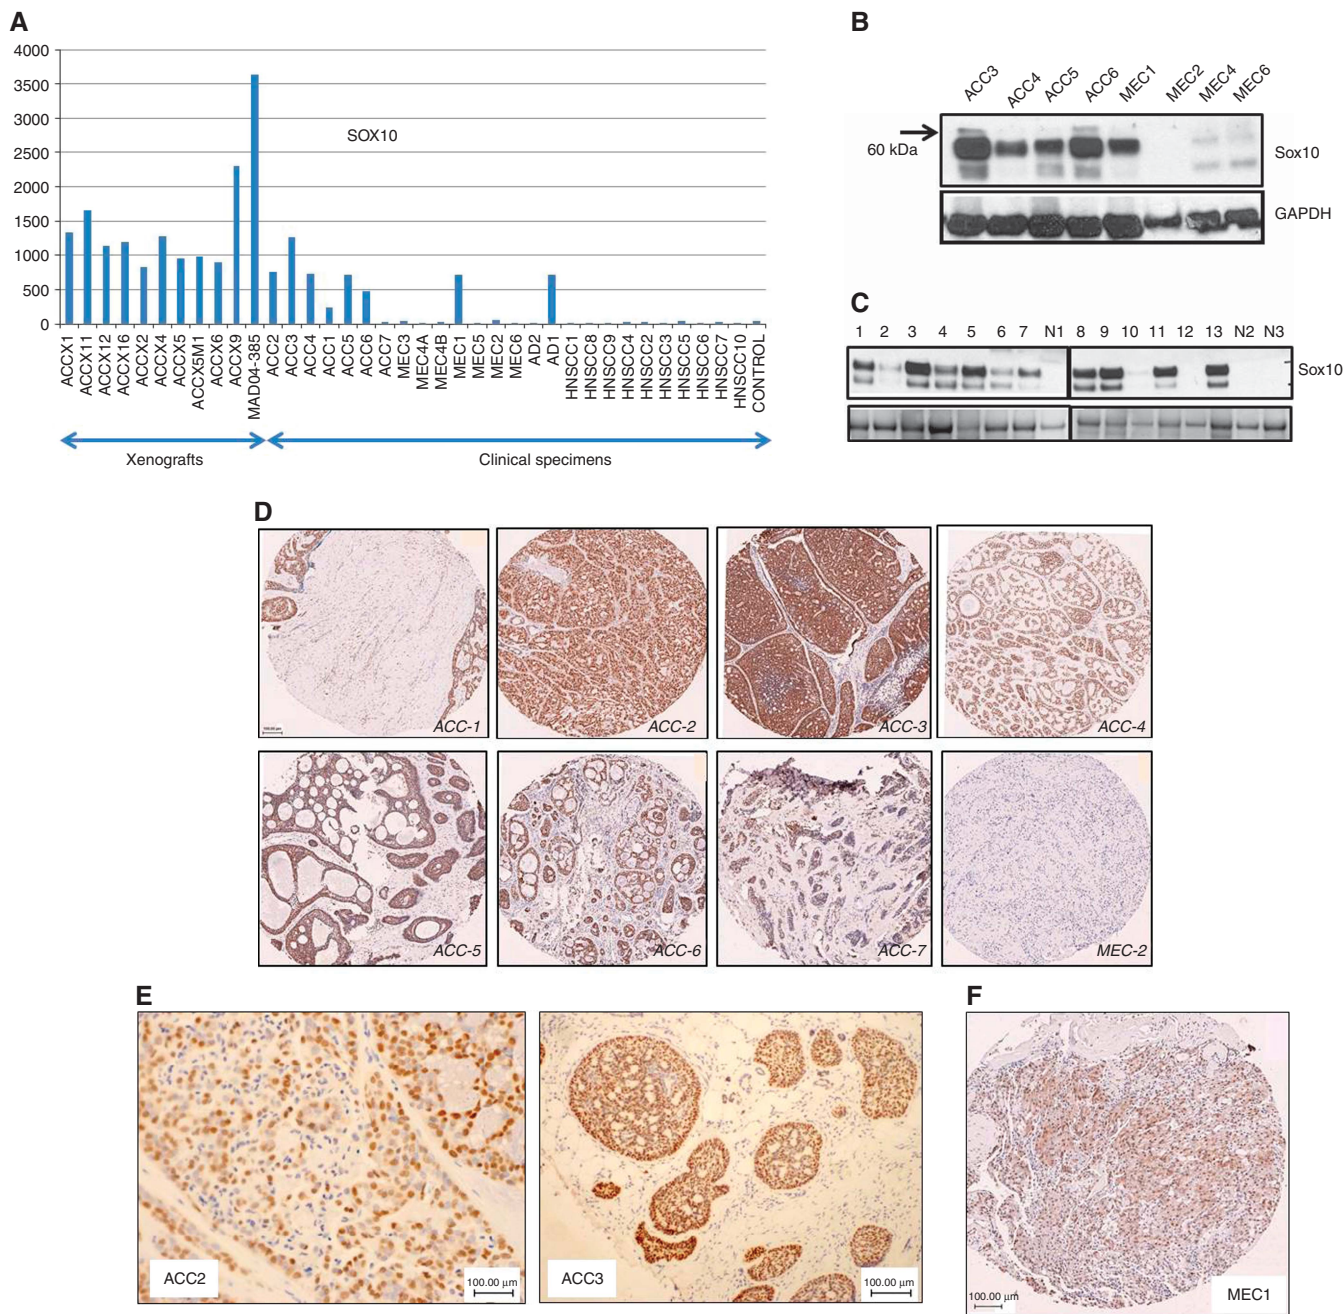 A
4000
3500
3000
2500
2000
1500
1000
500
0
SOX10
ACCX1
ACCX11
ACCX12
ACCX16
ACCX2
ACCX4
ACCX5
ACCX5M1
ACCX6
ACCX9
MAD04-385
ACC2
ACC3
ACC4
ACC1
ACC5
ACC6
ACC7
MEC3
MEC4A
MEC4B
MEC1
MEC5
MEC2
MEC6
AD2
AD1
HNSCC1
HNSCC8
HNSCC9
HNSCC4
HNSCC2
HNSCC3
HNSCC5
HNSCC6
HNSCC7
HNSCC10
CONTROL
Xenografts
Clinical specimens
B
ACC3
ACC4
ACC5
ACC6
MEC1
MEC2
MEC4
MEC6
60 kDa
Sox10
GAPDH
C
1 2 3 4 5 6 7 N1 8 9 10 11 12 13 N2 N3
Sox10
D
ACC-1
100.00 µm
ACC-2
ACC-3
ACC-4
ACC-5
ACC-6
ACC-7
MEC-2
E
ACC2
100.00 µm
ACC3
100.00 µm
F
100.00 µm
MEC1